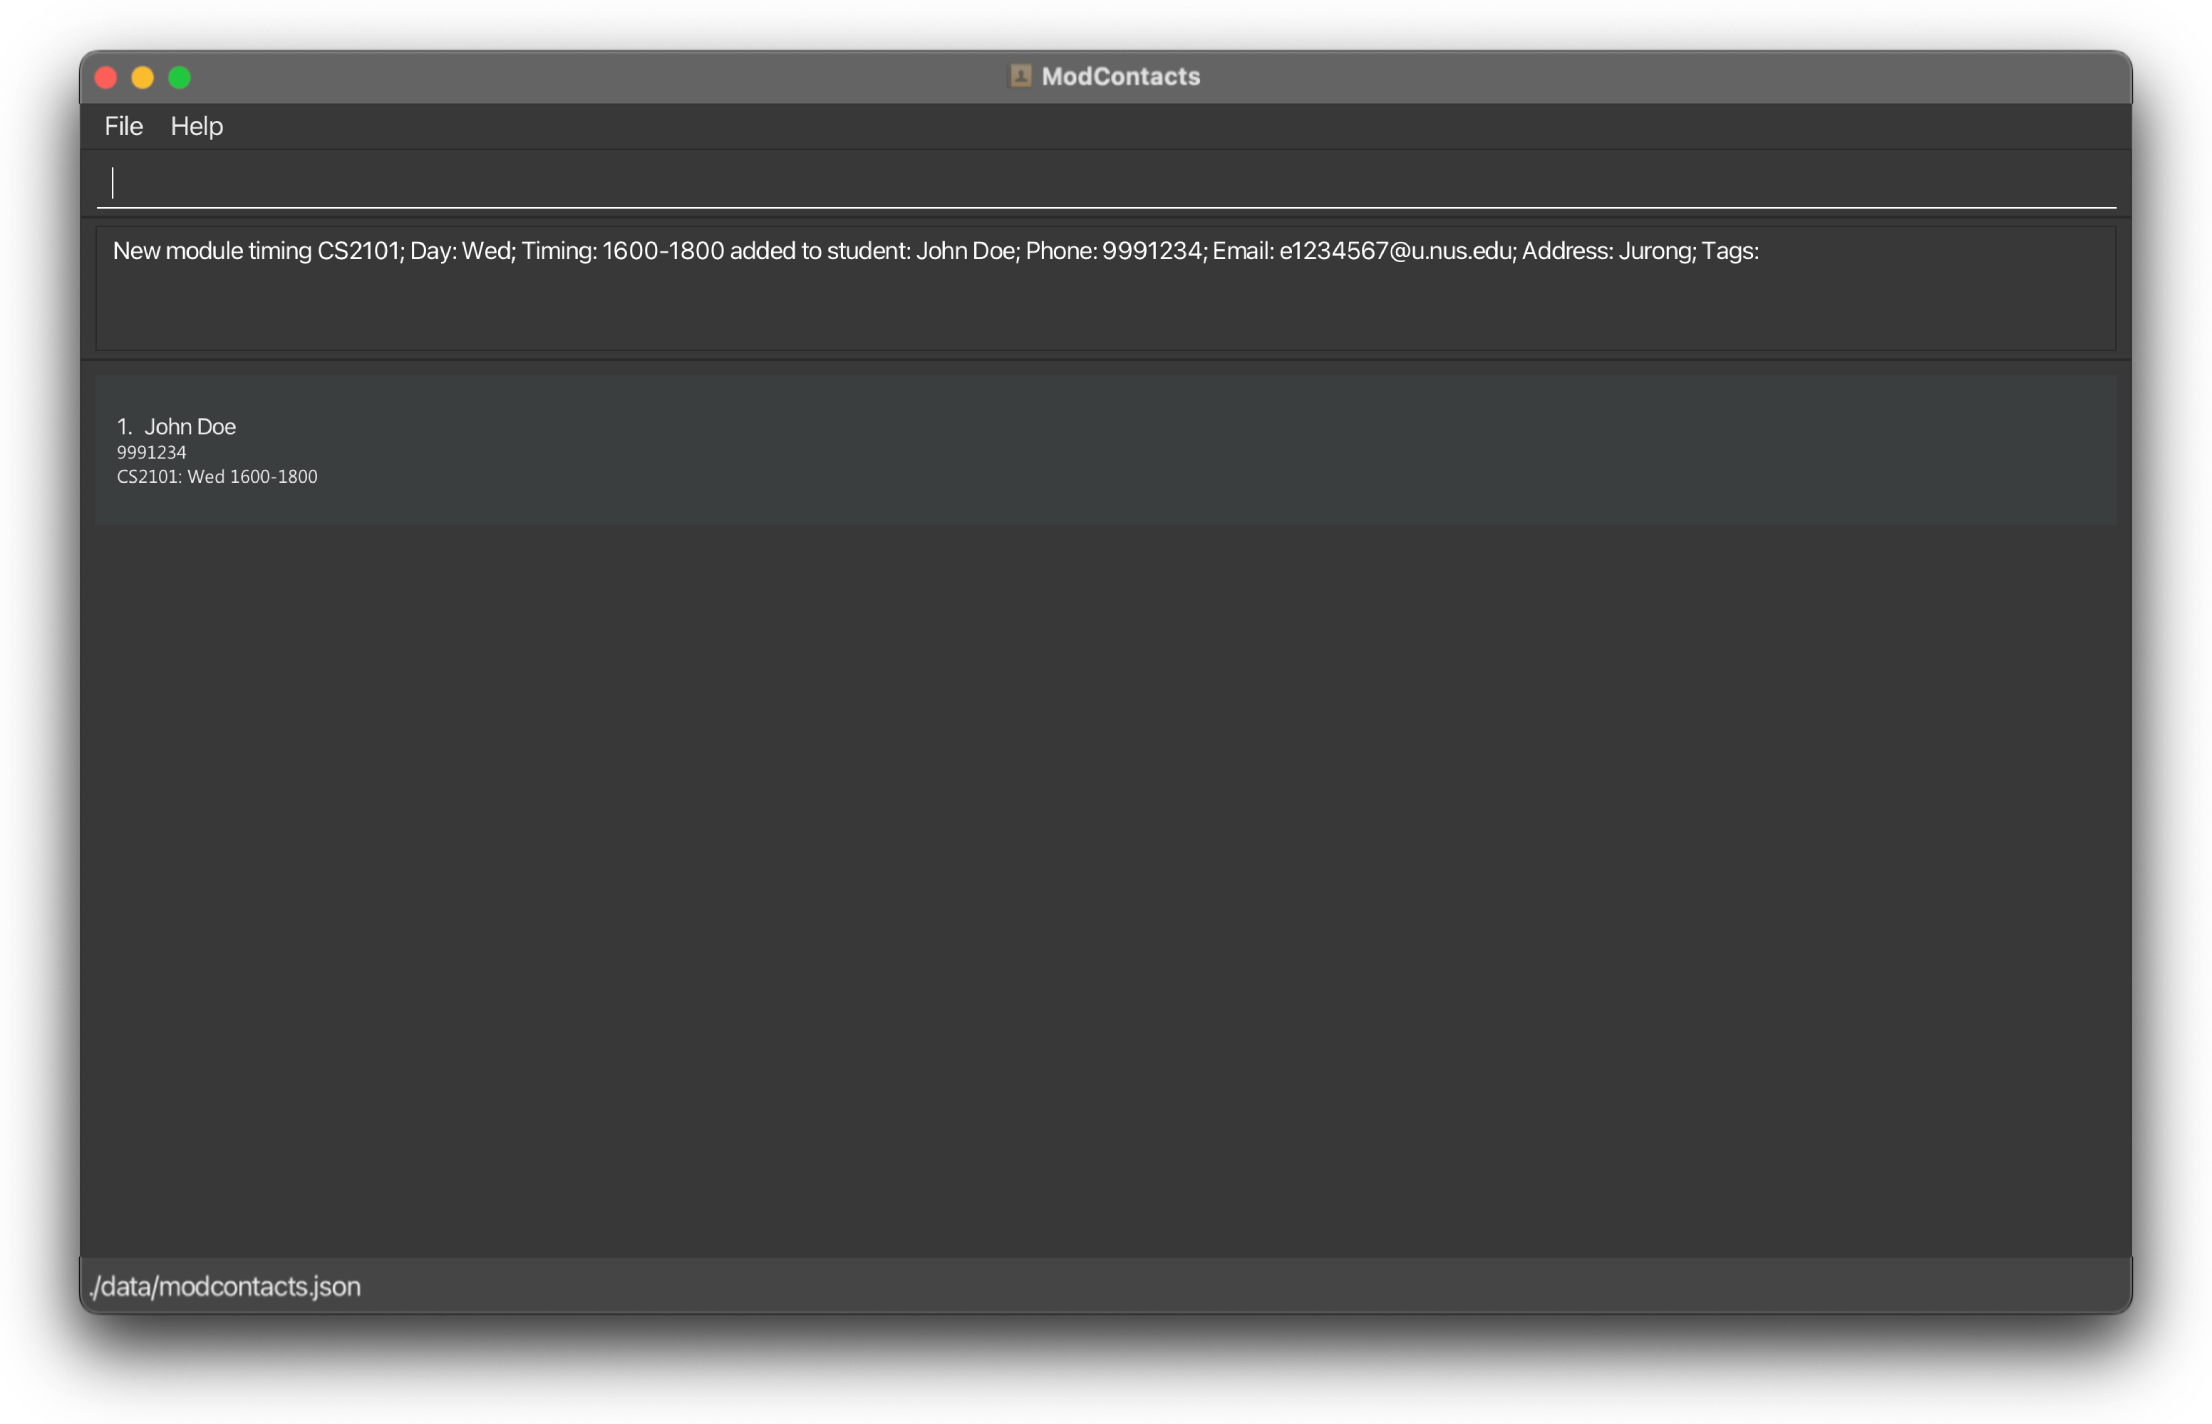 ModContacts
File Help
New module timing CS2101; Day: Wed; Timing: 1600-1800 added to student: John Doe; Phone: 9991234; Email: e1234567@u.nus.edu; Address: Jurong; Tags:
1. John Doe
9991234
CS2101: Wed 1600-1800
./data/modcontacts.json